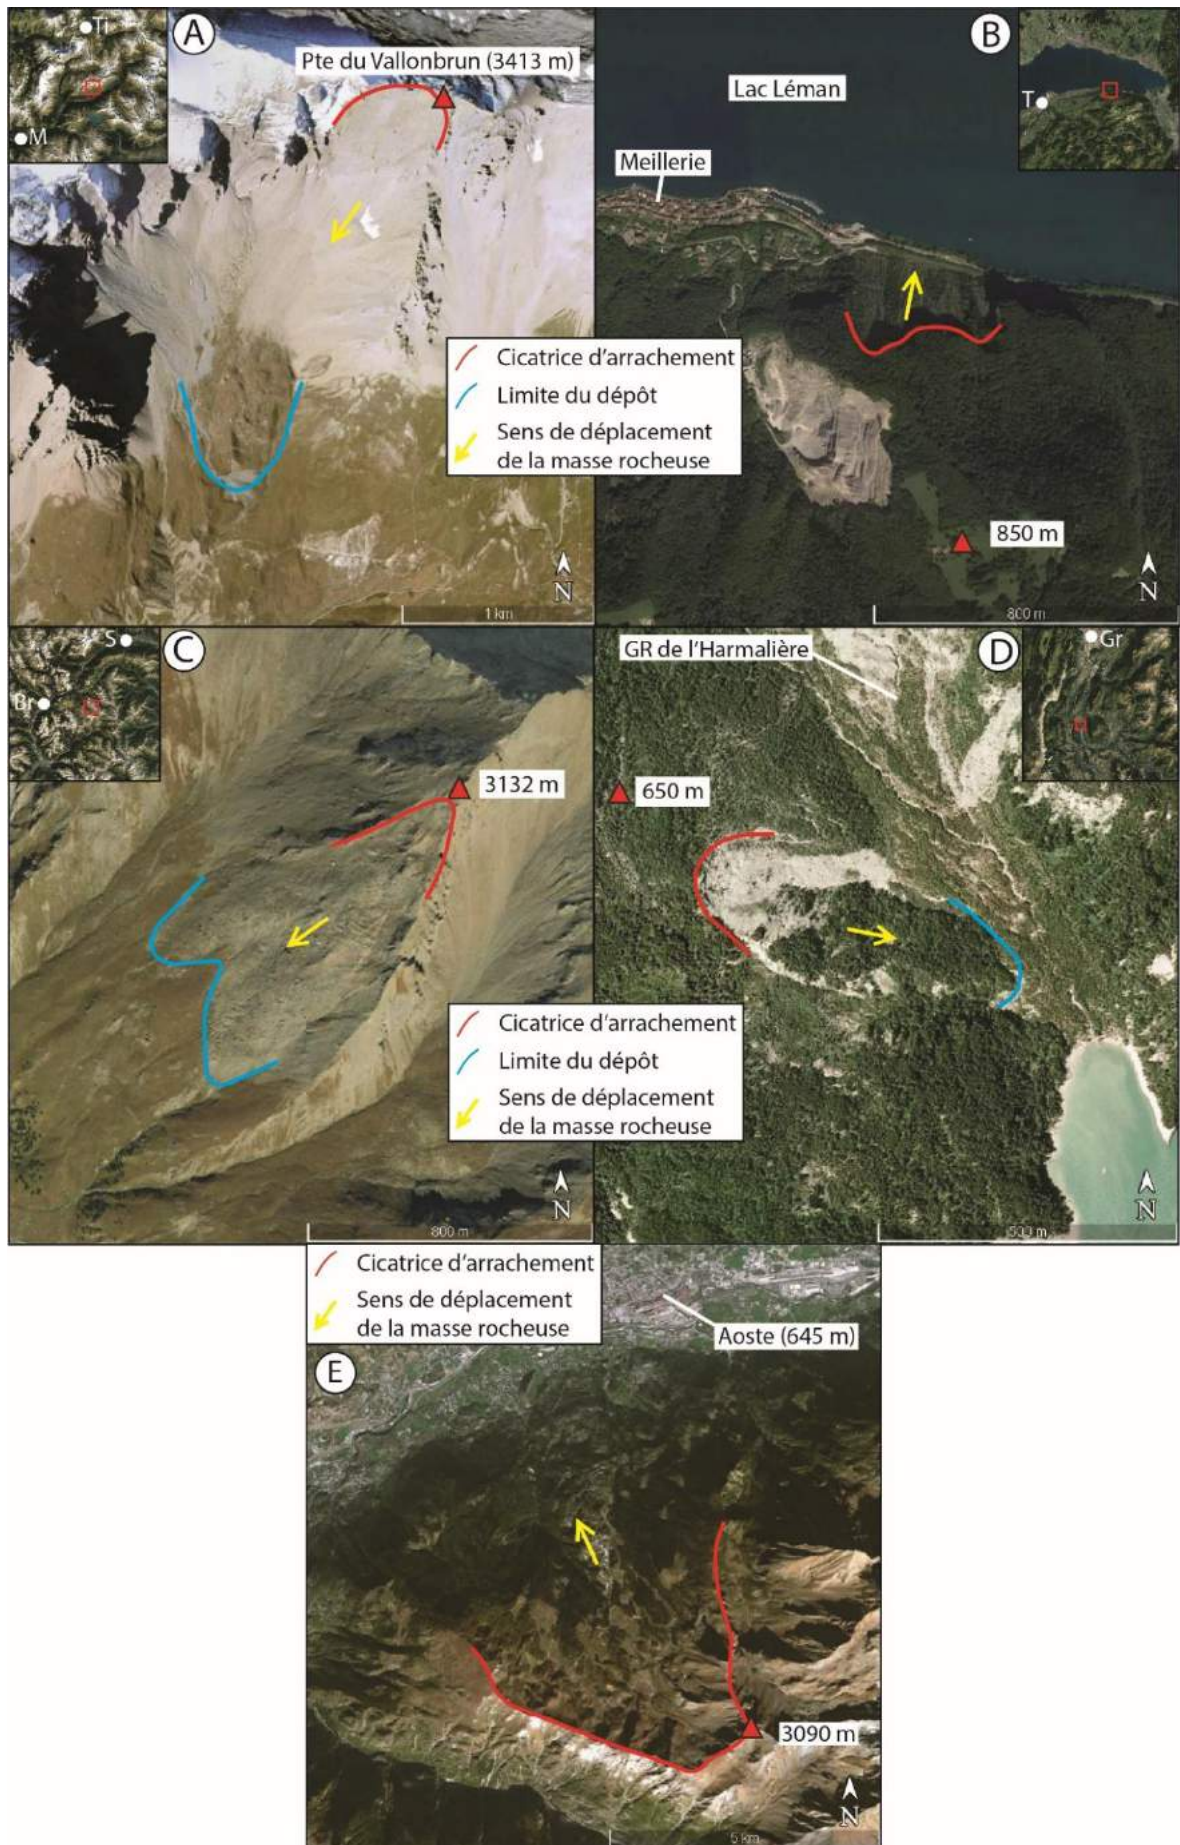 Ti
A
Pte du Vallonbrun (3413 m)
M
B
Lac Léman
T
Meillerie
Cicatrice d'arrachement
Limite du dépôt
Sens de déplacement
de la masse rocheuse
850 m
N
1 km
N
800 m
S
C
Br
3132 m
GR de l'Harmalière
D
Gr
650 m
Cicatrice d'arrachement
Limite du dépôt
Sens de déplacement
de la masse rocheuse
N
800 m
N
500 m
Cicatrice d'arrachement
Sens de déplacement
de la masse rocheuse
Aoste (645 m)
E
3090 m
N
5 km